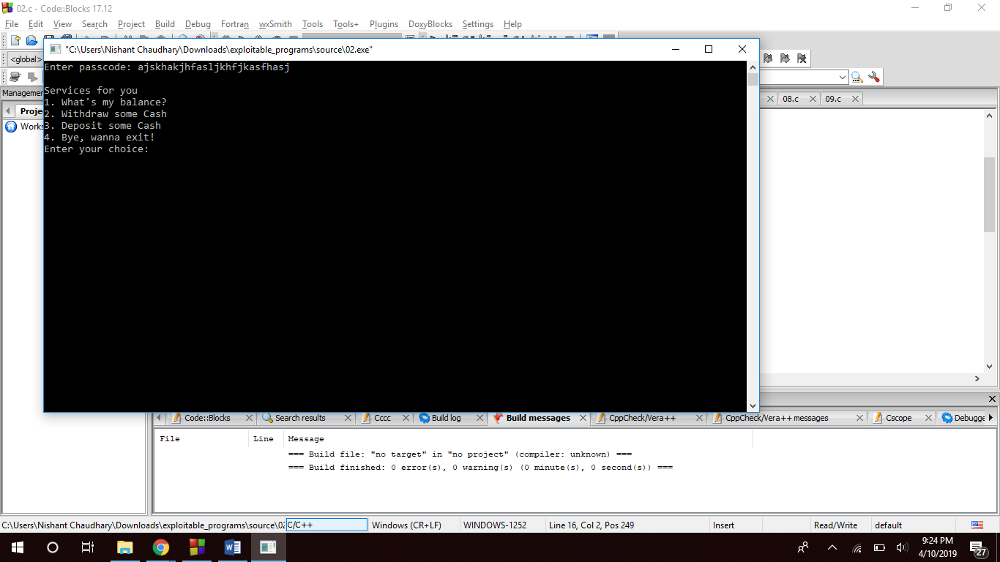 02.c - Code::Blocks 17.12
File Edit View Search Project Build Debug Fortran wxSmith Tools Tools+ Plugins DoxyBlocks Settings Help
"C:\Users\Nishant Chaudhary\Downloads\exploitable_programs\source\02.exe"
<global>
Enter passcode: ajskhakjhfasljkhfjkasfhasj
Services for you
1. What's my balance?
2. Withdraw some Cash
3. Deposit some Cash
4. Bye, wanna exit!
Enter your choice:
Managemen
Proje
Works
08.c 09.c
Code::Blocks Search results Cccc Build log Build messages CppCheck/Vera++ CppCheck/Vera++ messages Cscope Debugge
File Line Message
=== Build file: "no target" in "no project" (compiler: unknown) ===
=== Build finished: 0 error(s), 0 warning(s) (0 minute(s), 0 second(s)) ===
C:\Users\Nishant Chaudhary\Downloads\exploitable_programs\source\02 C/C++ Windows (CR+LF) WINDOWS-1252 Line 16, Col 2, Pos 249 Insert Read/Write default
9:24 PM
4/10/2019
27